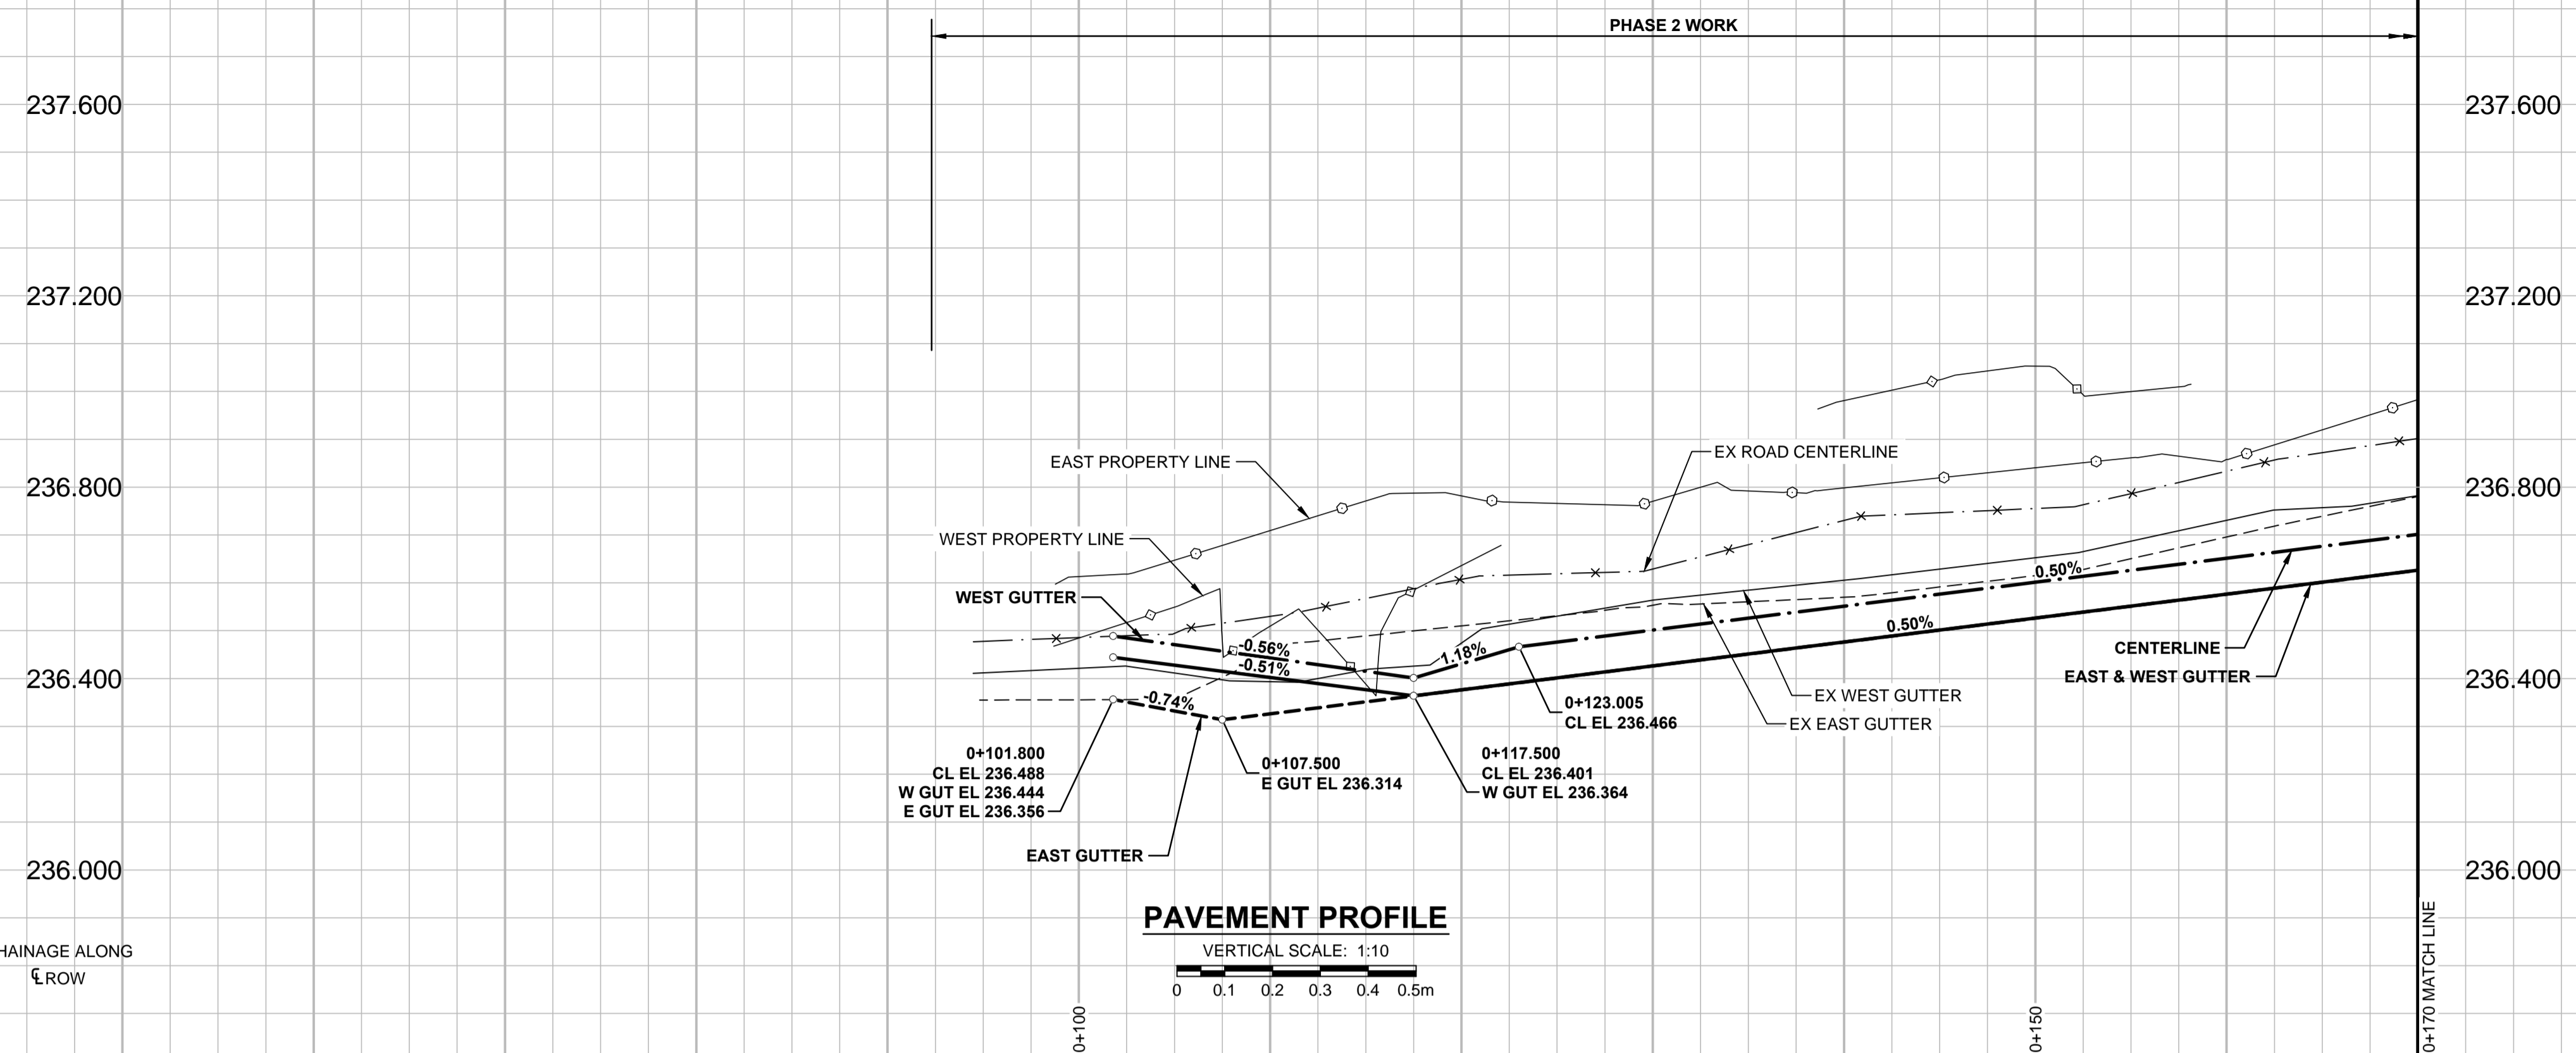 PHASE 2 WORK
237.600
237.600
237.200
237.200
EX ROAD CENTERLINE
EAST PROPERTY LINE
236.800
236.800
WEST PROPERTY LINE
WEST GUTTER
0.50%
0.50%
-0.56%
1.18%
-0.51%
CENTERLINE
EAST & WEST GUTTER
236.400
236.400
-0.74%
EX WEST GUTTER
EX EAST GUTTER
0+123.005
CL EL 236.466
0+101.800
CL EL 236.488
W GUT EL 236.444
E GUT EL 236.356
0+107.500
E GUT EL 236.314
0+117.500
CL EL 236.401
W GUT EL 236.364
EAST GUTTER
236.000
236.000
PAVEMENT PROFILE
VERTICAL SCALE: 1:10
0 0.1 0.2 0.3 0.4 0.5m
HAINAGE ALONG
℄ ROW
0+100
0+150
0+170 MATCH LINE